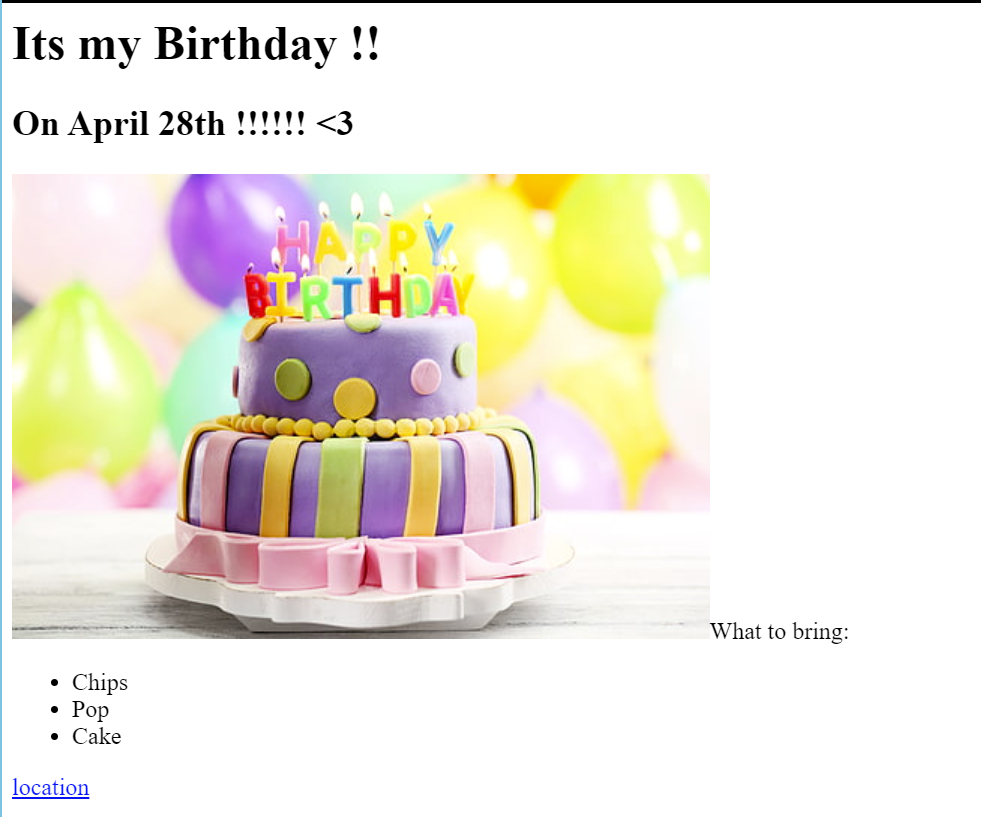 Its my Birthday !!
On April 28th !!!!!! <3
HAPPY
BIRTHDAY
What to bring:
Chips
Pop
Cake
location